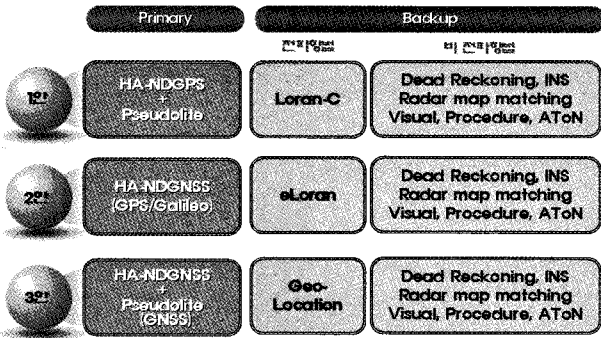 Primary
Backup
HA-NDGPS
+
Pseudolite
Loran-C
Dead Reckoning, INS
Radar map matching
Visual, Procedure, AToN
HA-NDGNSS
(GPS/Galileo)
eLoran
Dead Reckoning, INS
Radar map matching
Visual, Procedure, AToN
HA-NDGNSS
+
Pseudolite
(GNSS)
Geo-
Location
Dead Reckoning, INS
Radar map matching
Visual, Procedure, AToN